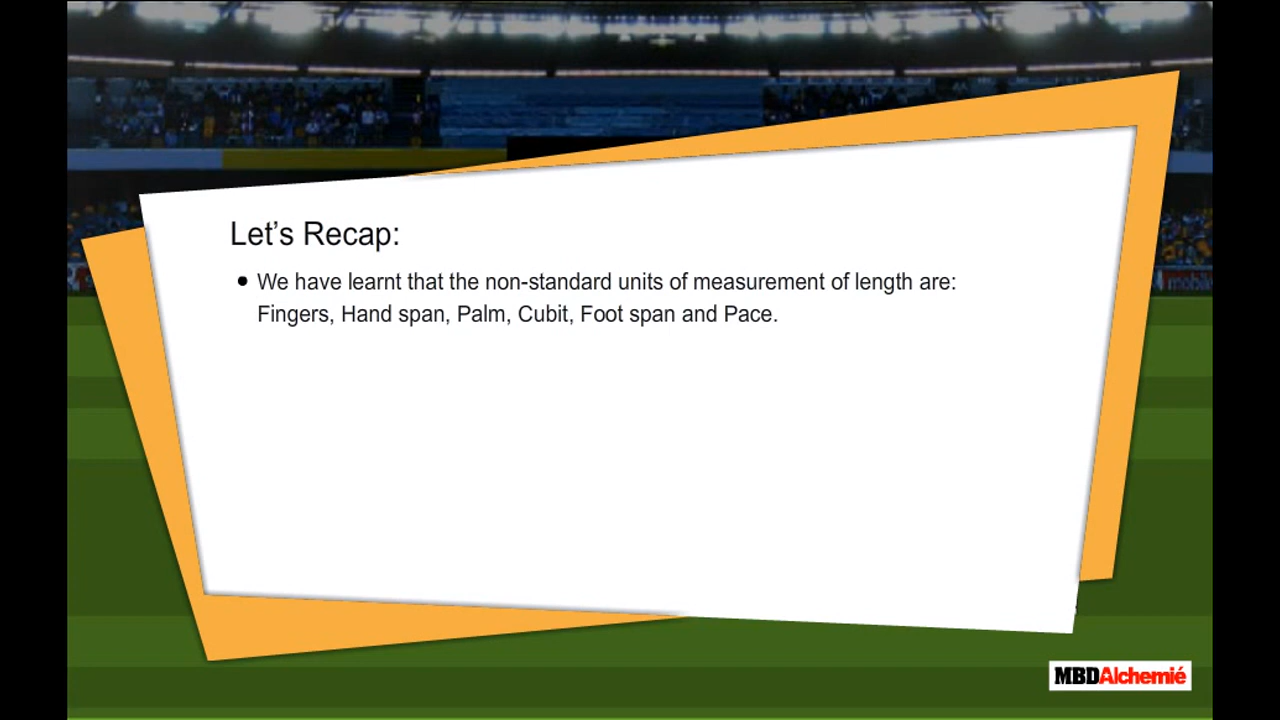 Let's Recap:
• We have learnt that the non-standard units of measurement of length are:
Fingers, Hand span, Palm, Cubit, Foot span and Pace.
MBDAlchemié